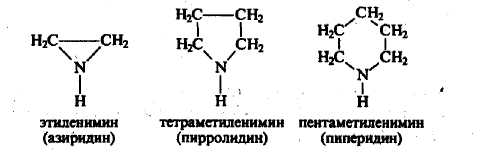 H₂C CH₂
N
H
этиленимин
(азиридин)
H₂C CH₂
H₂C CH₂
N
H
тетраметиленимин
(пирролидин)
CH₂
H₂C CH₂
H₂C CH₂
N
H
пентаметиленимин
(пиперидин)